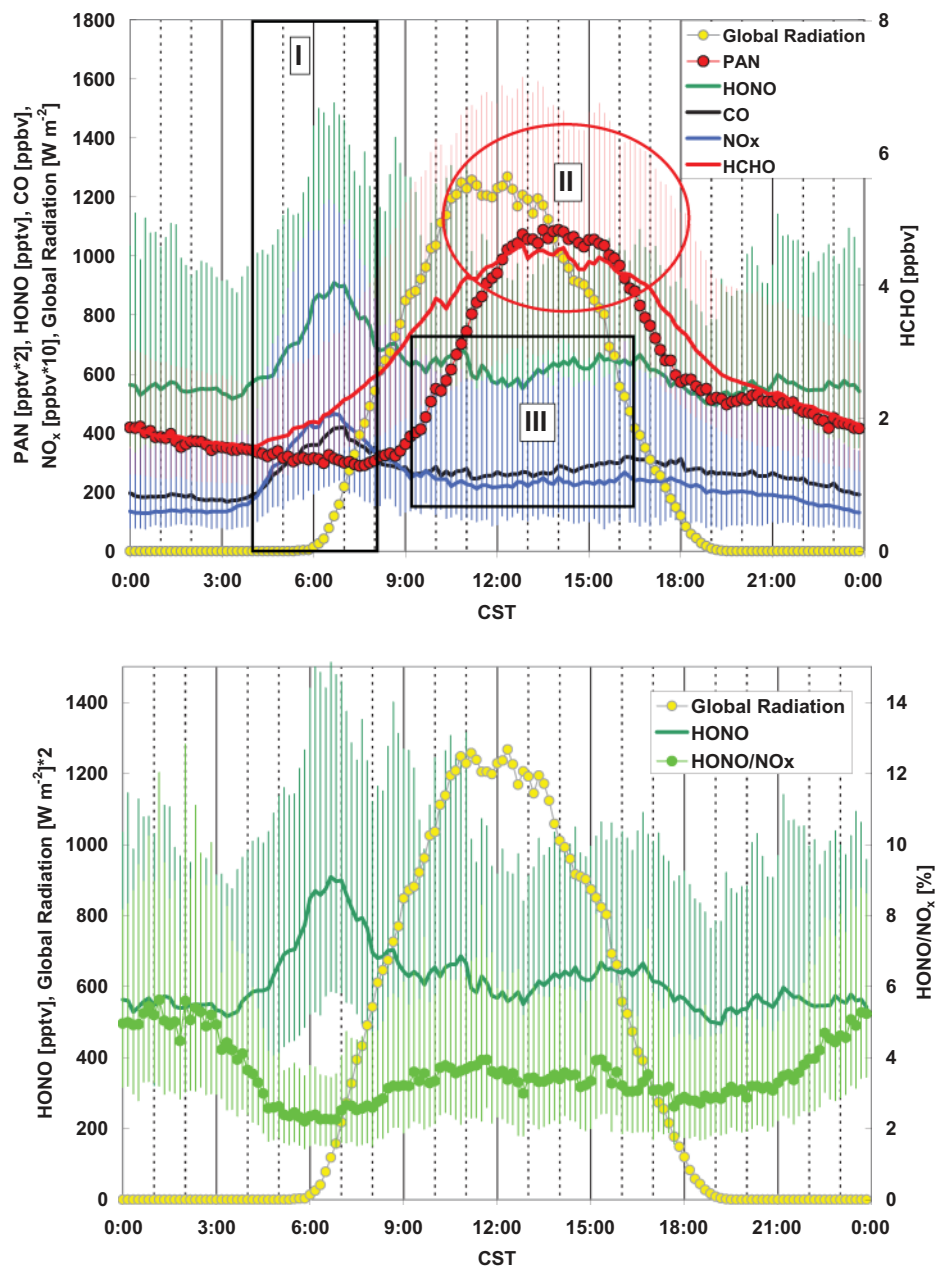 PAN [pptv*2], HONO [pptv], CO [ppbv],
NOx [ppbv*10], Global Radiation [W m-2]
1800
1600
1400
1200
1000
800
600
400
200
0
I
II
III
Global Radiation
PAN
HONO
CO
NOx
HCHO
8
6
4
2
0
HCHO [ppbv]
0:00 3:00 6:00 9:00 12:00 15:00 18:00 21:00 0:00
CST
HONO [pptv], Global Radiation [W m-2]*2
1400
1200
1000
800
600
400
200
0
Global Radiation
HONO
HONO/NOx
14
12
10
8
6
4
2
0
HONO/NOx [%]
0:00 3:00 6:00 9:00 12:00 15:00 18:00 21:00 0:00
CST